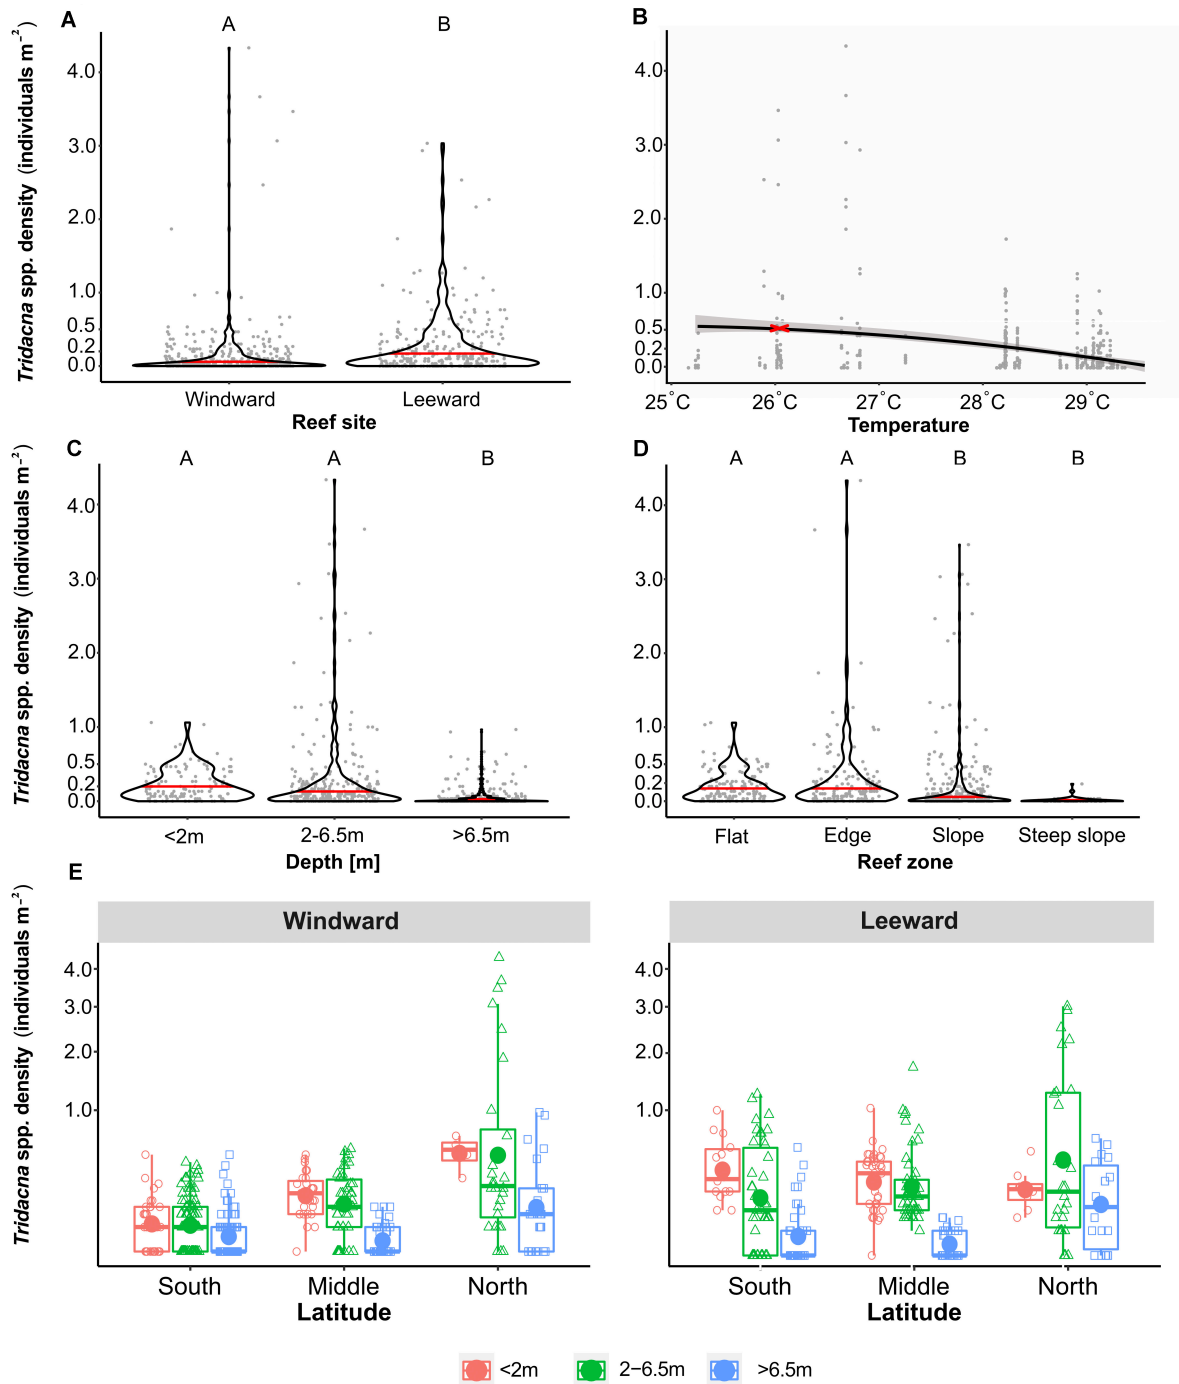 A
A B
Tridacna spp. density (individuals m⁻²)
4.0
3.0
2.0
1.0
0.5
0.2
0.0
Windward Leeward
Reef site
B
4.0
3.0
2.0
1.0
0.5
0.2
0.0
25°C 26°C 27°C 28°C 29°C
Temperature
C
A A B
Tridacna spp. density (individuals m⁻²)
4.0
3.0
2.0
1.0
0.5
0.2
0.0
<2m 2-6.5m >6.5m
Depth [m]
D
A A B B
4.0
3.0
2.0
1.0
0.5
0.2
0.0
Flat Edge Slope Steep slope
Reef zone
E
Tridacna spp. density (individuals m⁻²)
Windward
4.0
3.0
2.0
1.0
South Middle North
Latitude
Leeward
4.0
3.0
2.0
1.0
South Middle North
Latitude
<2m 2−6.5m >6.5m